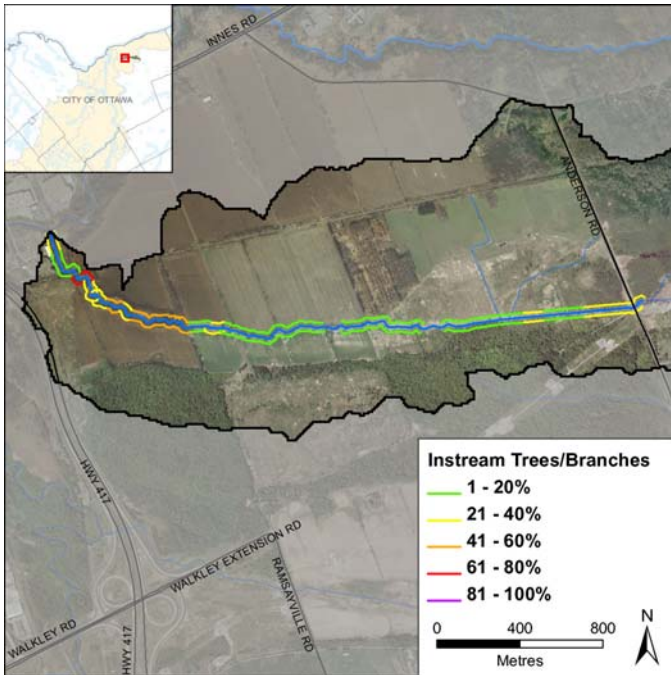 CITY OF OTTAWA
INNES RD
ANDERSON RD
HWY 417
WALKLEY EXTENSION RD
RAMSAYVILLE RD
WALKLEY RD
HWY 417
Instream Trees/Branches
1 - 20%
21 - 40%
41 - 60%
61 - 80%
81 - 100%
0 400 800
Metres
N